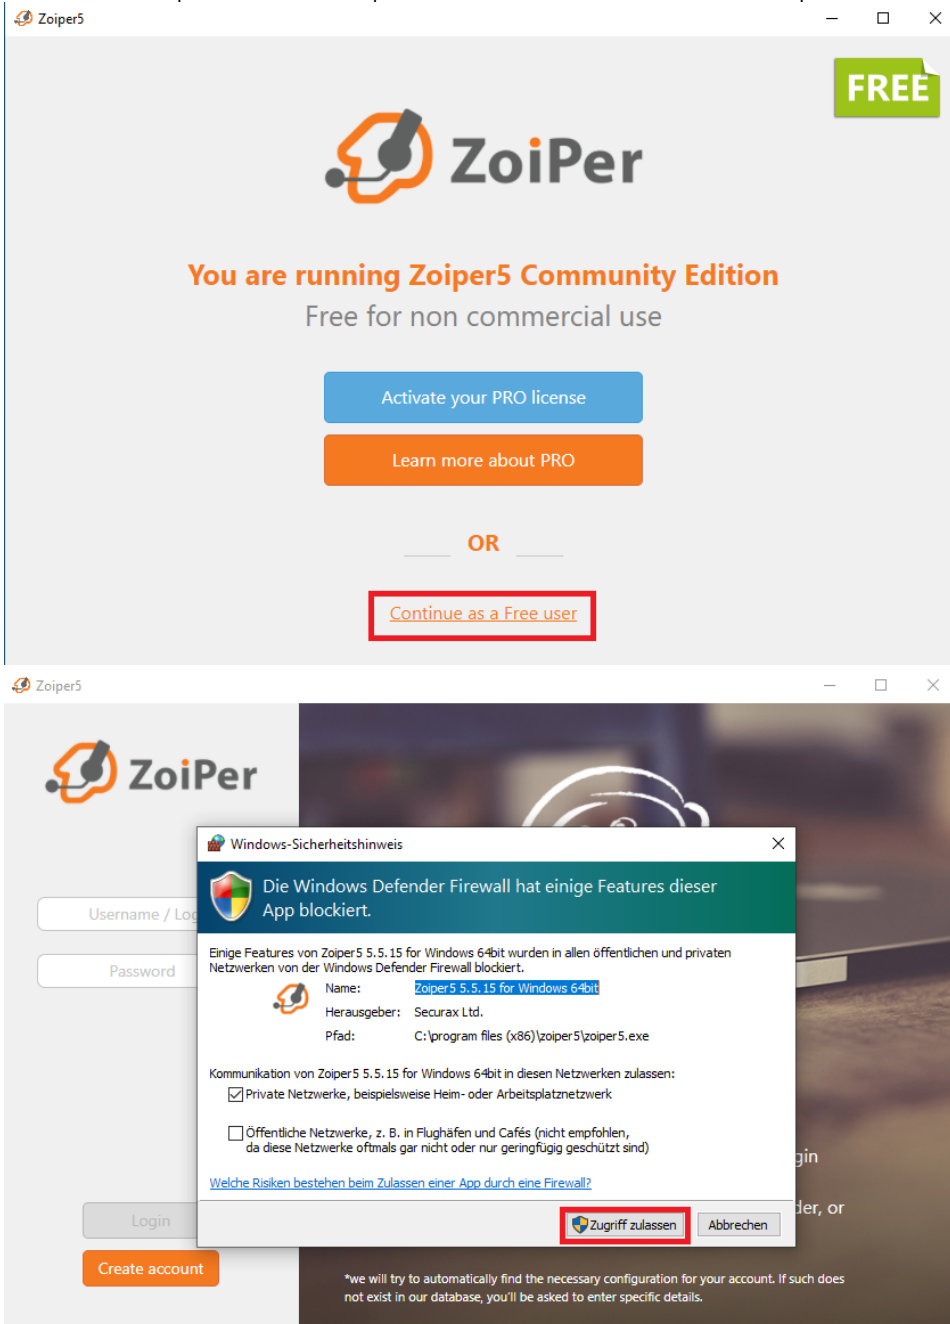 Zoiper5
FREE
ZoiPer
You are running Zoiper5 Community Edition
Free for non commercial use
Activate your PRO license
Learn more about PRO
OR
Continue as a Free user
Zoiper5
ZoiPer
Windows-Sicherheitshinweis
Die Windows Defender Firewall hat einige Features dieser
App blockiert.
Username / Log
Password
Einige Features von Zoiper5 5.5.15 for Windows 64bit wurden in allen öffentlichen und privaten
Netzwerken von der Windows Defender Firewall blockiert.
Name: Zoiper5 5.5.15 for Windows 64bit
Herausgeber: Securax Ltd.
Pfad: C:\program files (x86)\zoiper5\zoiper5.exe
Kommunikation von Zoiper5 5.5.15 for Windows 64bit in diesen Netzwerken zulassen:
Private Netzwerke, beispielsweise Heim- oder Arbeitsplatznetzwerk
Öffentliche Netzwerke, z. B. in Flughäfen und Cafés (nicht empfohlen,
da diese Netzwerke oftmals gar nicht oder nur geringfügig geschützt sind)
gin
Welche Risiken bestehen beim Zulassen einer App durch eine Firewall?
der, or
Login
Zugriff zulassen
Abbrechen
Create account
*we will try to automatically find the necessary configuration for your account. If such does
not exist in our database, you'll be asked to enter specific details.